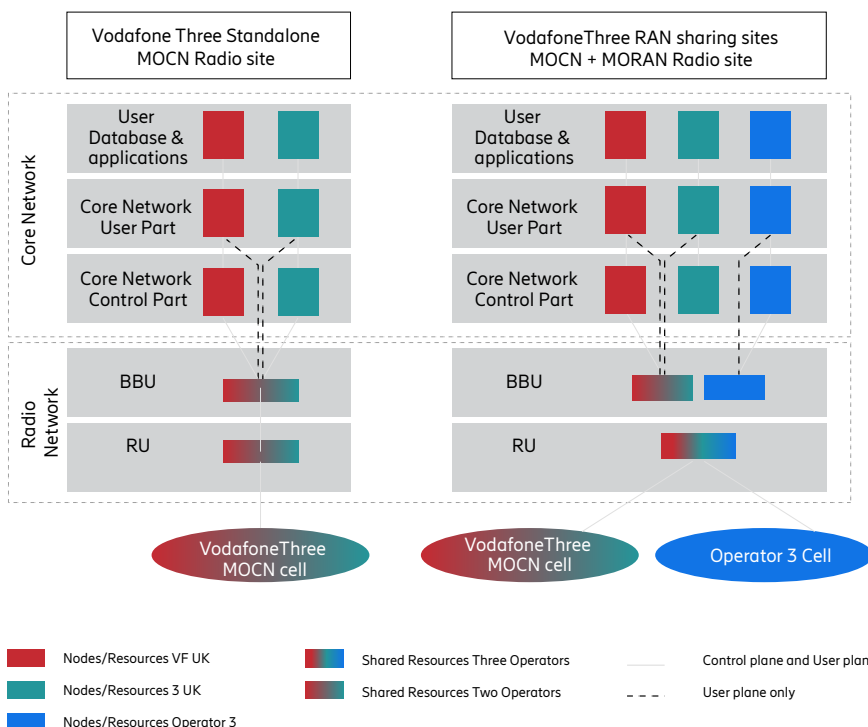 Vodafone Three Standalone
MOCN Radio site
VodafoneThree RAN sharing sites
MOCN + MORAN Radio site
Core Network
User
Database &
applications
Core Network
User Part
Core Network
Control Part
User
Database &
applications
Core Network
User Part
Core Network
Control Part
Radio
Network
BBU
RU
BBU
RU
VodafoneThree
MOCN cell
VodafoneThree
MOCN cell
Operator 3 Cell
Nodes/Resources VF UK
Nodes/Resources 3 UK
Nodes/Resources Operator 3
Shared Resources Three Operators
Shared Resources Two Operators
Control plane and User plan
User plane only